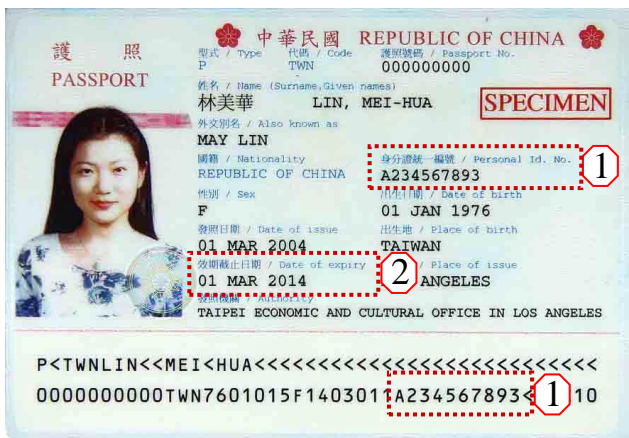 護照 中華民國 REPUBLIC OF CHINA
PASSPORT
型式 / Type 代碼 / Code 護照號碼 / Passport No.
P TWN 000000000
姓名 / Name (Surname,Given names)
林美華 LIN, MEI-HUA SPECIMEN
外文別名 / Also known as
MAY LIN
國籍 / Nationality 身分證統一編號 / Personal Id. No. 1
REPUBLIC OF CHINA A234567893
性別 / Sex 出生日期 / Date of birth
F 01 JAN 1976
發照日期 / Date of issue 出生地 / Place of birth
01 MAR 2004 TAIWAN
效期截止日期 / Date of expiry 2 / Place of issue
01 MAR 2014 ANGELES
發照機關 / Authority
TAIPEI ECONOMIC AND CULTURAL OFFICE IN LOS ANGELES
P<TWNLIN<<MEI<HUA<<<<<<<<<<<<<<<<<<<<<<<<<<<
0000000000TWN7601015F1403011A234567893< 1 10